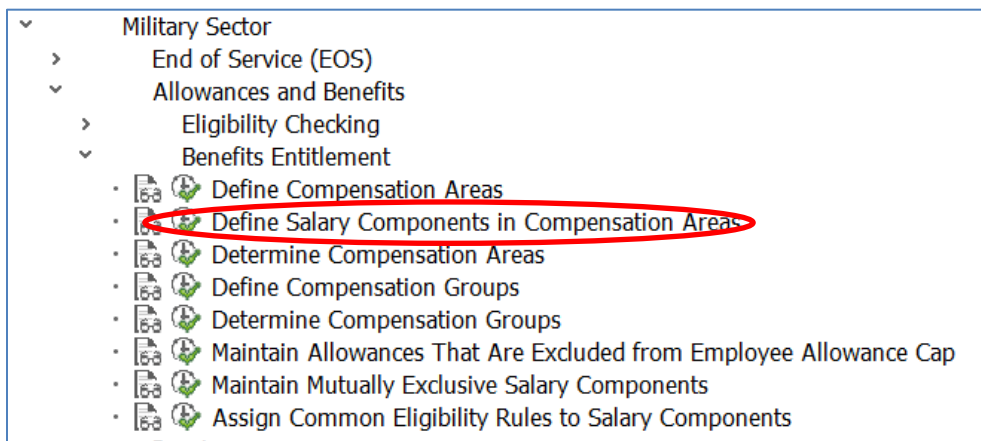 Military Sector
End of Service (EOS)
Allowances and Benefits
Eligibility Checking
Benefits Entitlement
Define Compensation Areas
Define Salary Components in Compensation Areas
Determine Compensation Areas
Define Compensation Groups
Determine Compensation Groups
Maintain Allowances That Are Excluded from Employee Allowance Cap
Maintain Mutually Exclusive Salary Components
Assign Common Eligibility Rules to Salary Components